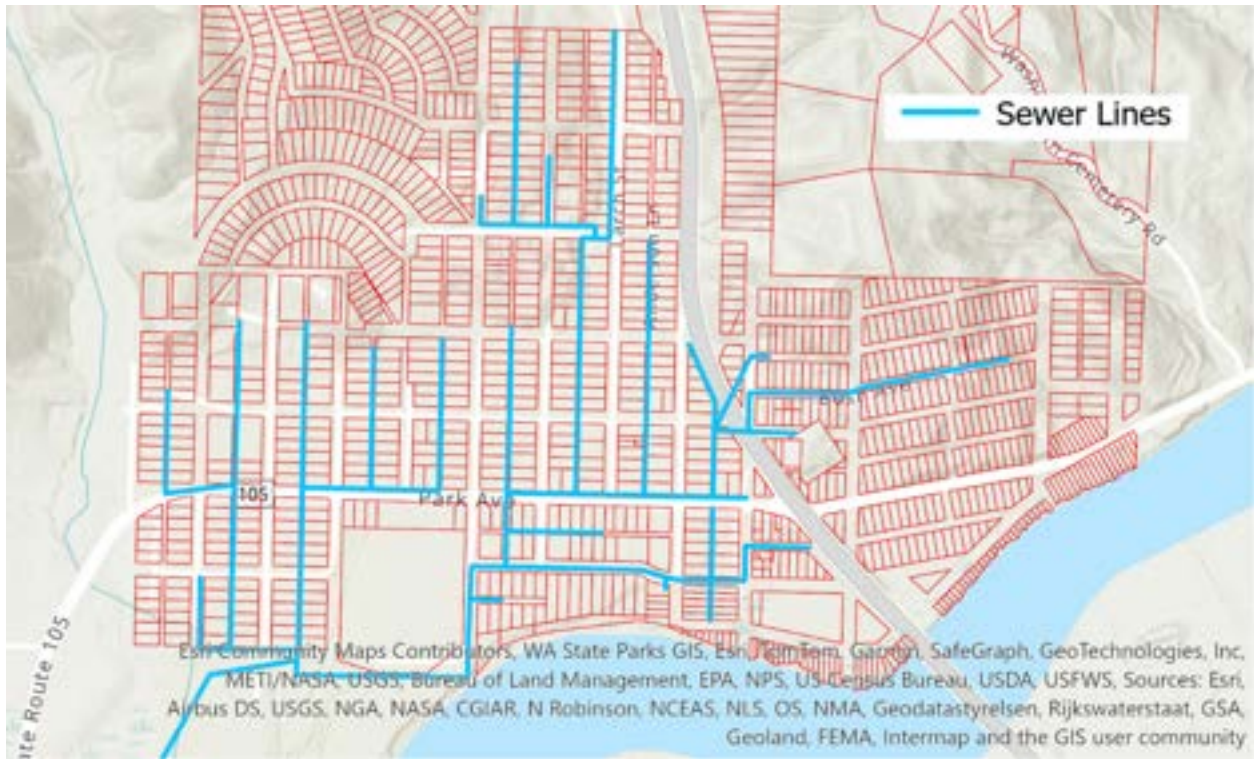 Sewer Lines
Cemetery Rd
105
Park Ave
Route 105
Esri Community Maps Contributors, WA State Parks GIS, Esri, TomTom, Garmin, SafeGraph, GeoTechnologies, Inc,
METI/NASA, USGS, Bureau of Land Management, EPA, NPS, US Census Bureau, USDA, USFWS, Sources: Esri,
Airbus DS, USGS, NGA, NASA, CGIAR, N Robinson, NCEAS, NLS, OS, NMA, Geodatastyrelsen, Rijkswaterstaat, GSA,
Geoland, FEMA, Intermap and the GIS user community